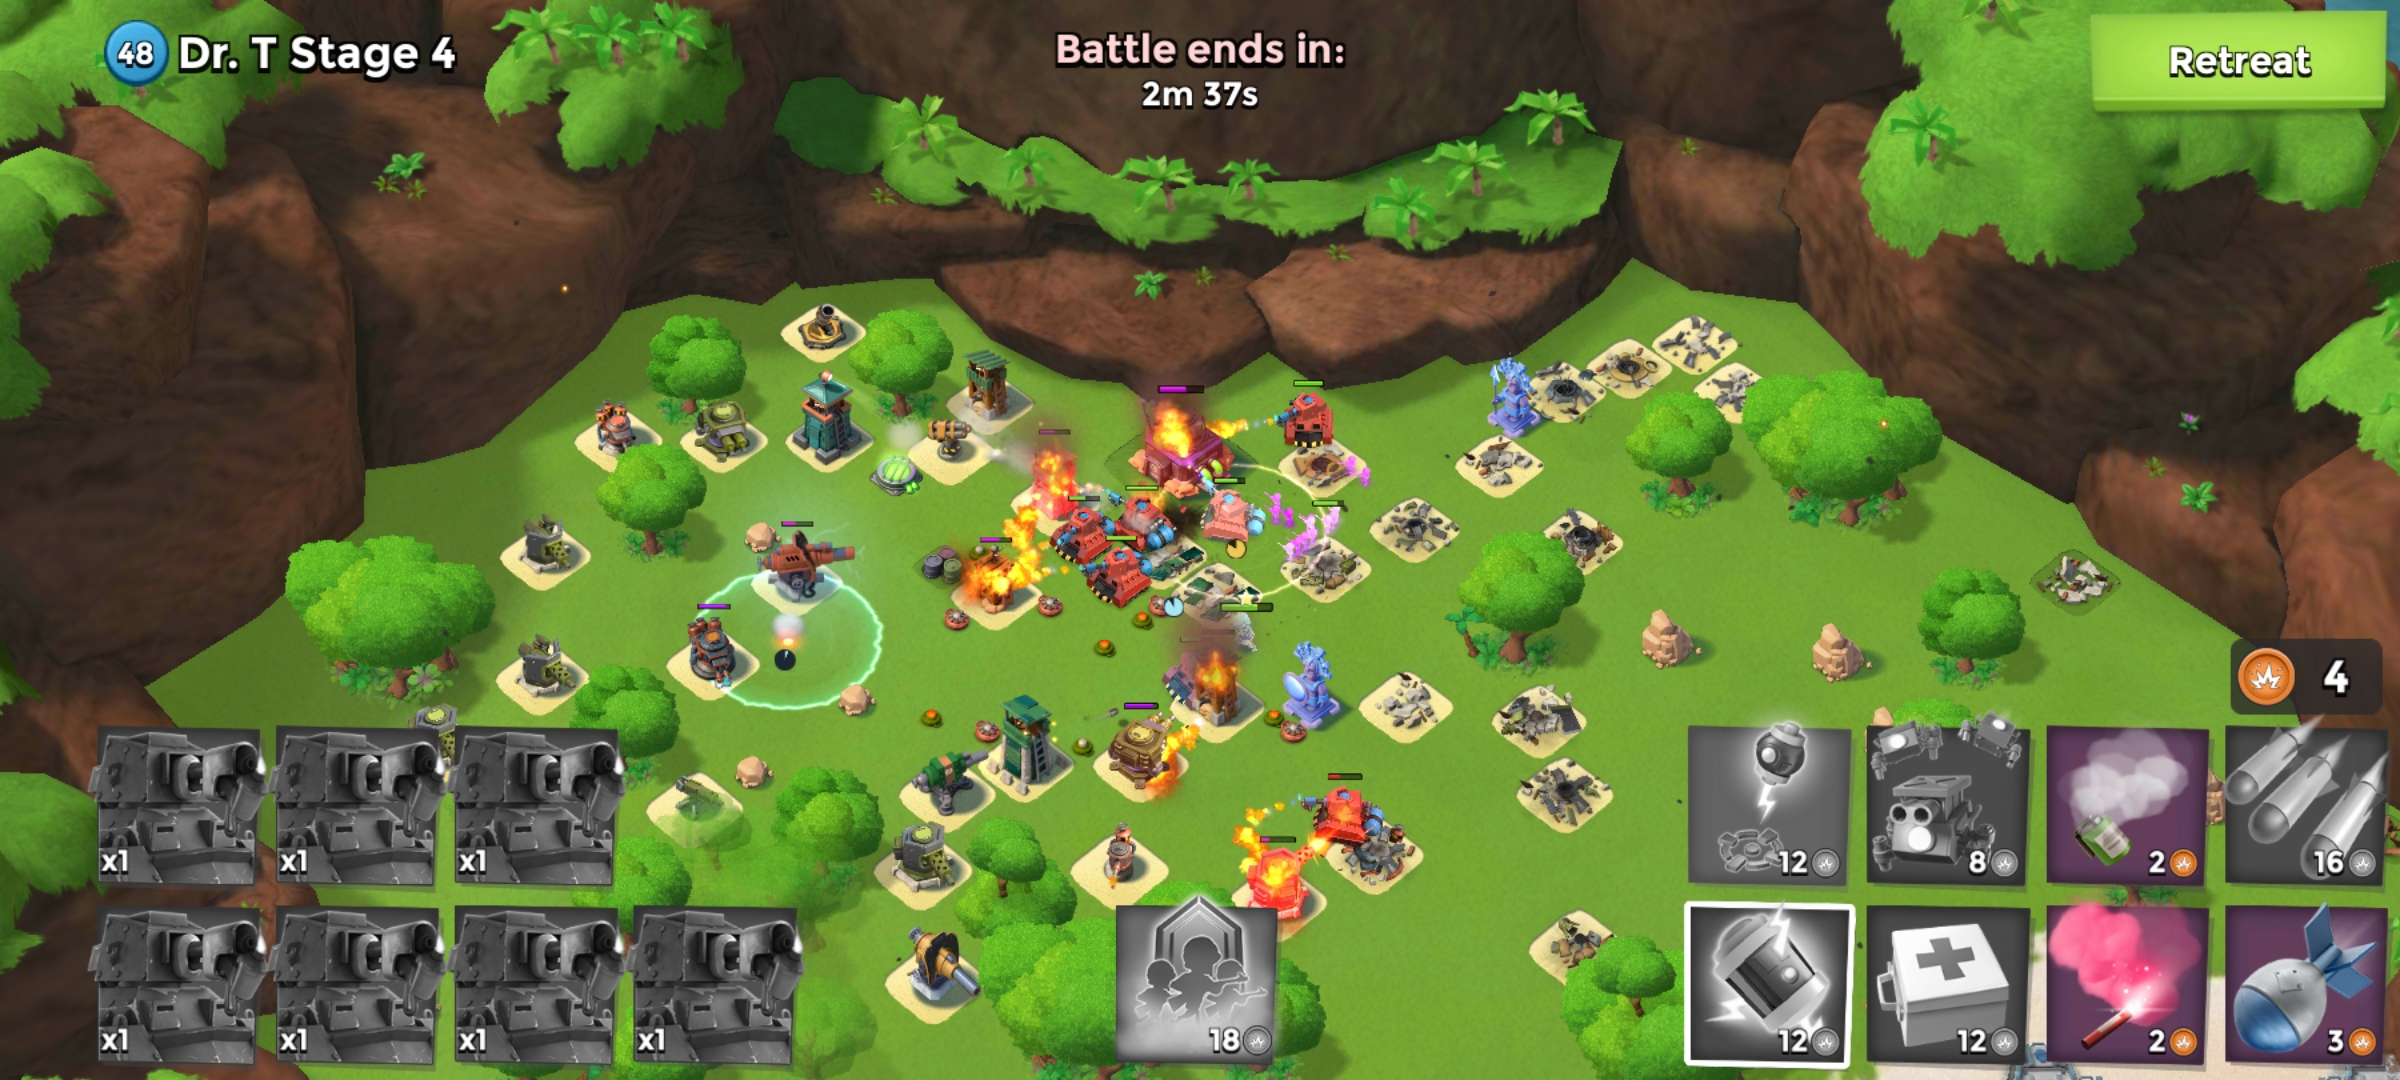 48 Dr. T Stage 4
Battle ends in:
2m 37s
Retreat
4
x1 x1 x1
12 8 2 16
x1 x1 x1 x1
18
12 12 2 3